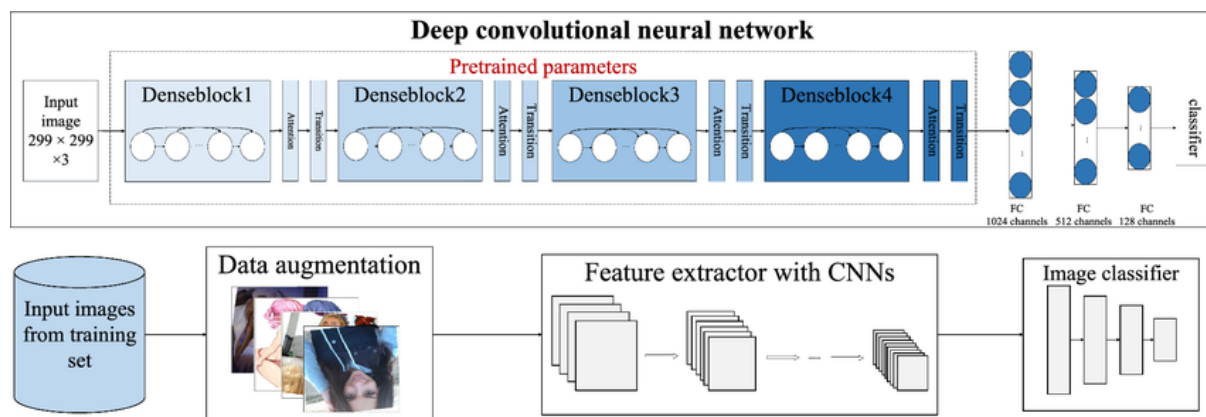 Deep convolutional neural network
Pretrained parameters
Input
image
299 × 299
×3
Denseblock1
Attention
Transition
Denseblock2
Attention
Transition
Denseblock3
Attention
Transition
Denseblock4
Attention
Transition
...
FC
1024 channels
FC
512 channels
FC
128 channels
classifier
Input images
from training
set
Data augmentation
Feature extractor with CNNs
Image classifier